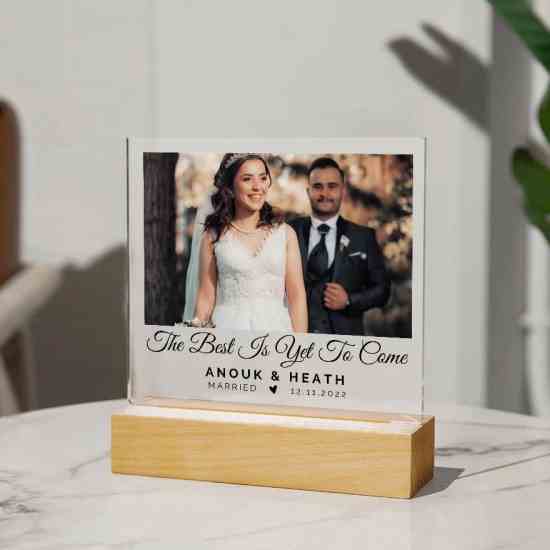 The Best Is Yet To Come
ANOUK & HEATH
MARRIED ♥ 12.11.2022